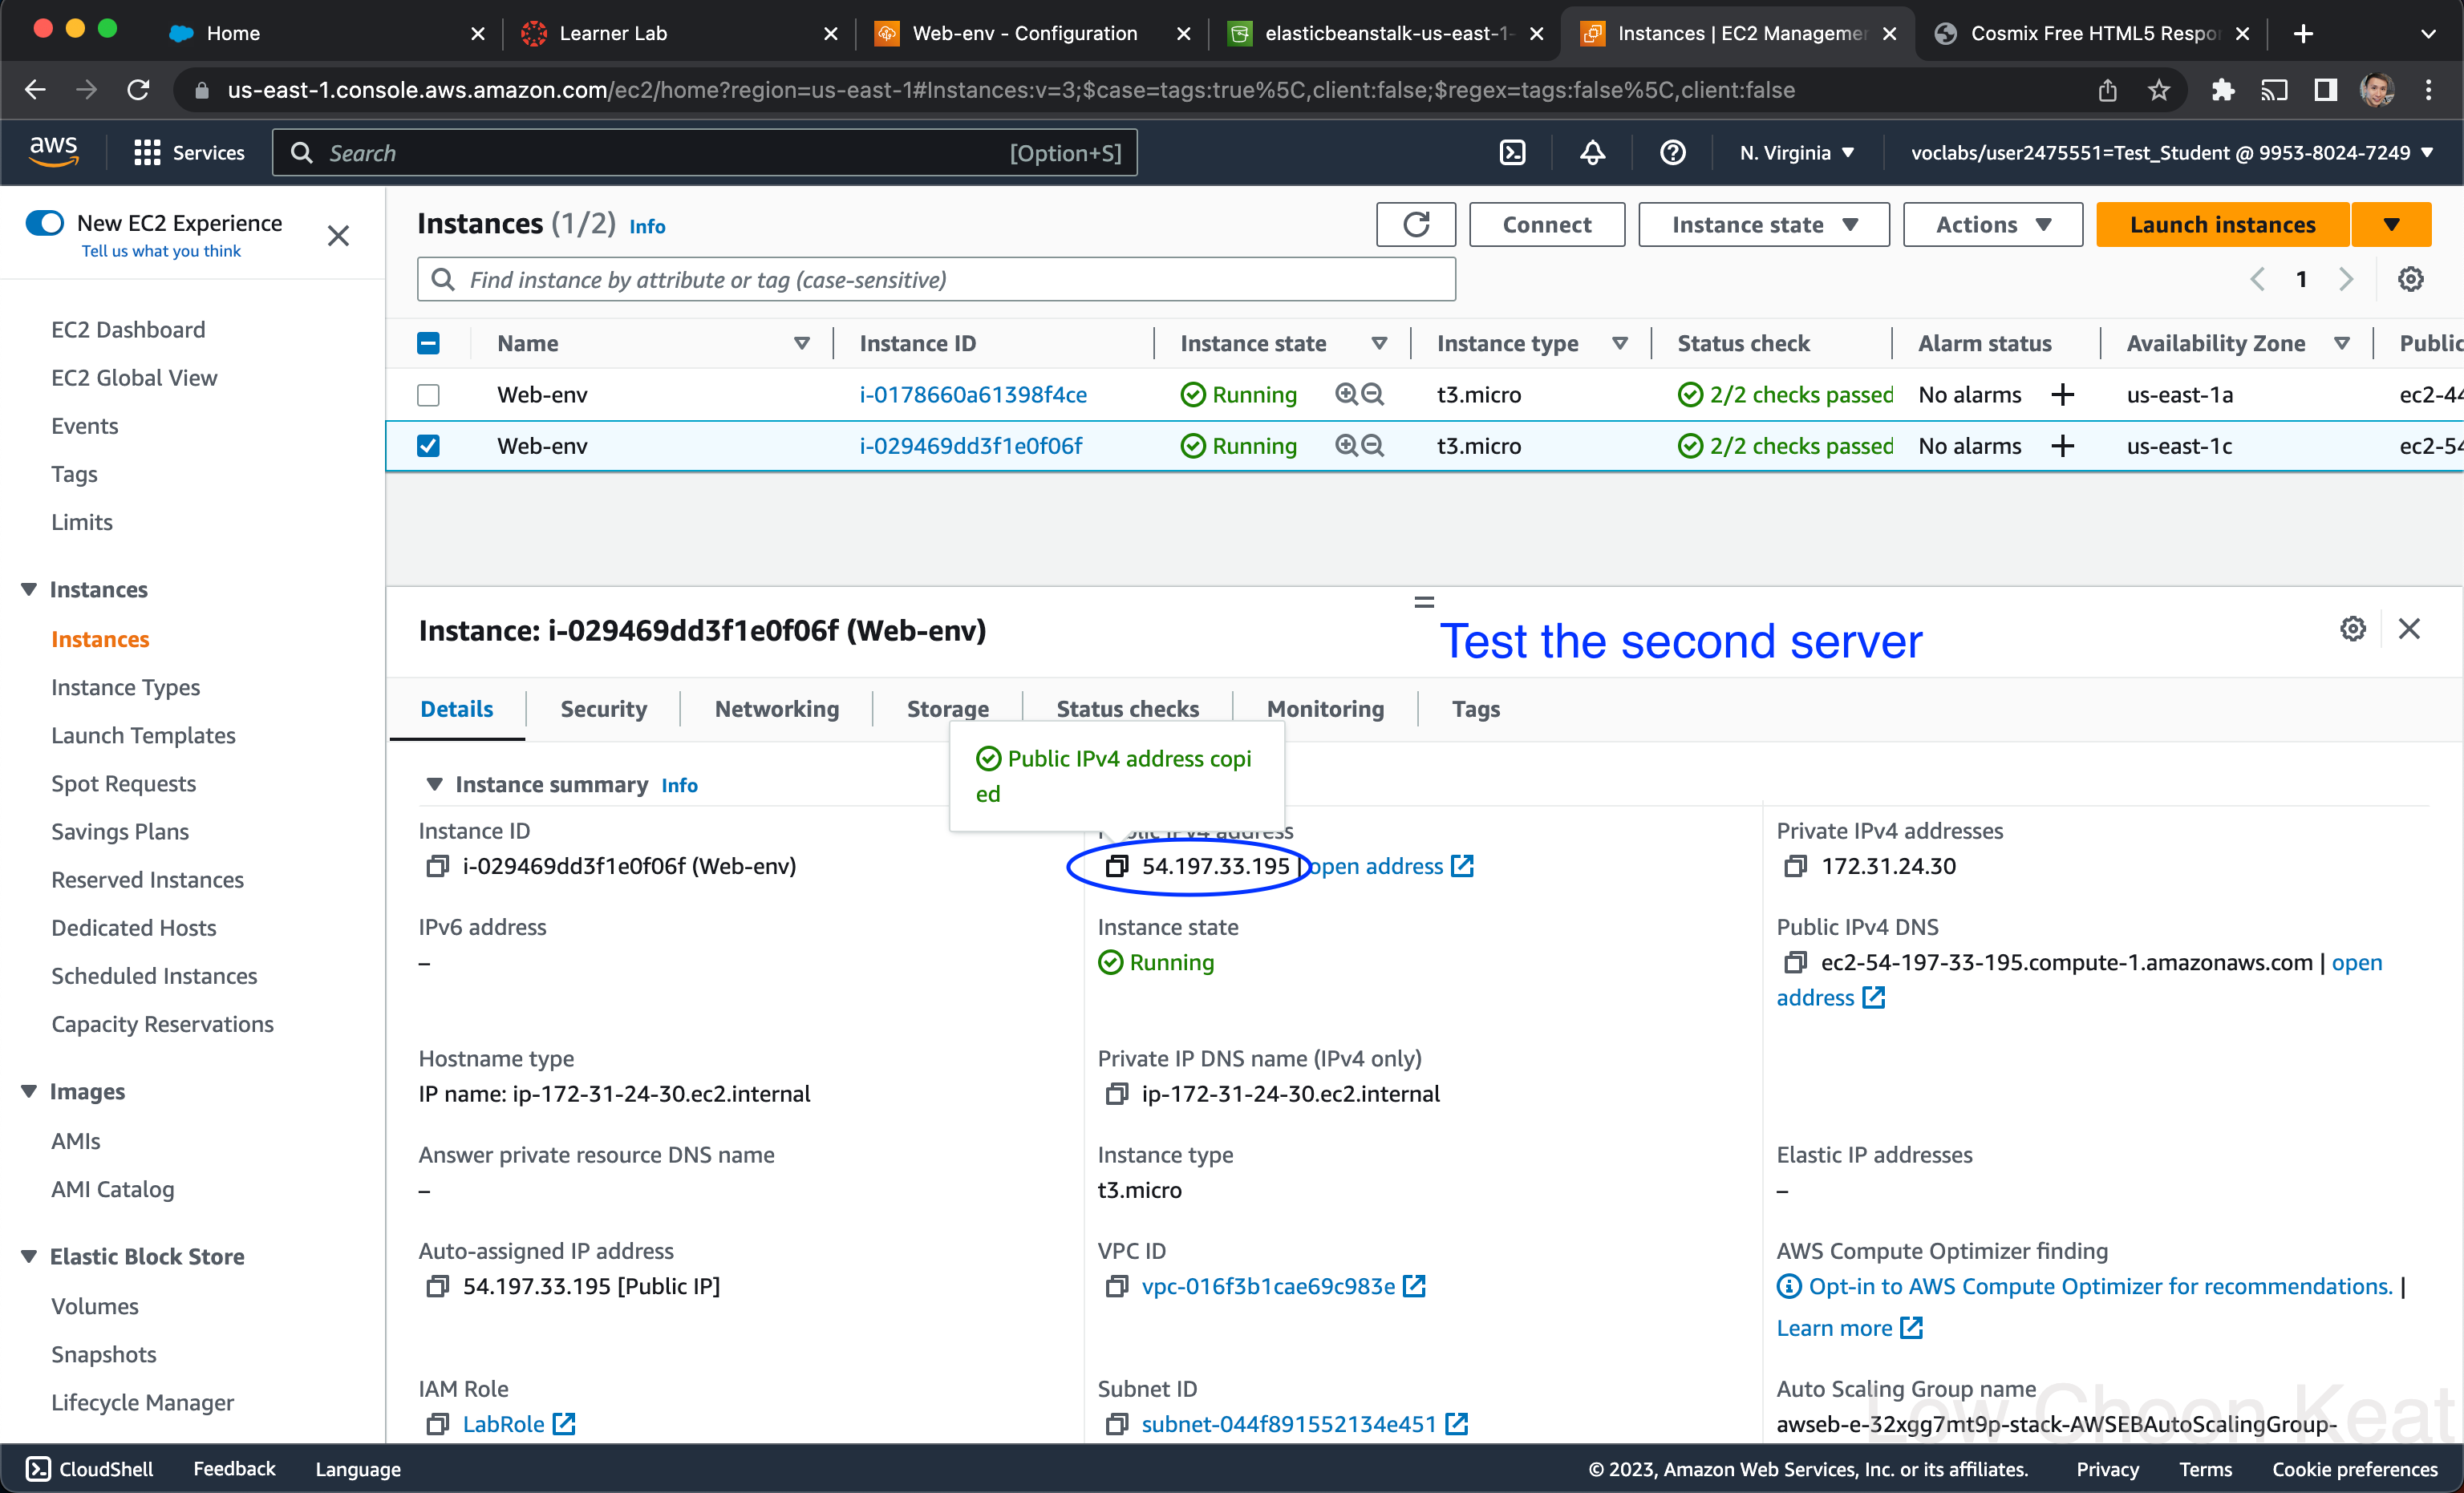 Home
Learner Lab
Web-env - Configuration
elasticbeanstalk-us-east-1-
Instances | EC2 Managemen
Cosmix Free HTML5 Respon
us-east-1.console.aws.amazon.com/ec2/home?region=us-east-1#Instances:v=3;$case=tags:true%5C,client:false;$regex=tags:false%5C,client:false
aws
Services
Search
[Option+S]
N. Virginia
voclabs/user2475551=Test_Student @ 9953-8024-7249
New EC2 Experience
Tell us what you think
EC2 Dashboard
EC2 Global View
Events
Tags
Limits
Instances
Instances
Instance Types
Launch Templates
Spot Requests
Savings Plans
Reserved Instances
Dedicated Hosts
Scheduled Instances
Capacity Reservations
Images
AMIs
AMI Catalog
Elastic Block Store
Volumes
Snapshots
Lifecycle Manager
Instances (1/2) Info
Connect
Instance state
Actions
Launch instances
Find instance by attribute or tag (case-sensitive)
1
Name Instance ID Instance state Instance type Status check Alarm status Availability Zone Public
Web-env i-0178660a61398f4ce Running t3.micro 2/2 checks passed No alarms + us-east-1a ec2-44
Web-env i-029469dd3f1e0f06f Running t3.micro 2/2 checks passed No alarms + us-east-1c ec2-54
Instance: i-029469dd3f1e0f06f (Web-env)
Test the second server
Details Security Networking Storage Status checks Monitoring Tags
Public IPv4 address copi
ed
Instance summary Info
Instance ID
i-029469dd3f1e0f06f (Web-env)
Public IPv4 address
54.197.33.195 | open address
Private IPv4 addresses
172.31.24.30
IPv6 address
–
Instance state
Running
Public IPv4 DNS
ec2-54-197-33-195.compute-1.amazonaws.com | open
address
Hostname type
IP name: ip-172-31-24-30.ec2.internal
Private IP DNS name (IPv4 only)
ip-172-31-24-30.ec2.internal
Answer private resource DNS name
–
Instance type
t3.micro
Elastic IP addresses
–
Auto-assigned IP address
54.197.33.195 [Public IP]
VPC ID
vpc-016f3b1cae69c983e
AWS Compute Optimizer finding
Opt-in to AWS Compute Optimizer for recommendations. |
Learn more
IAM Role
LabRole
Subnet ID
subnet-044f891552134e451
Auto Scaling Group name
awseb-e-32xgg7mt9p-stack-AWSEBAutoScalingGroup-
Low Choon Keat
CloudShell Feedback Language
© 2023, Amazon Web Services, Inc. or its affiliates. Privacy Terms Cookie preferences